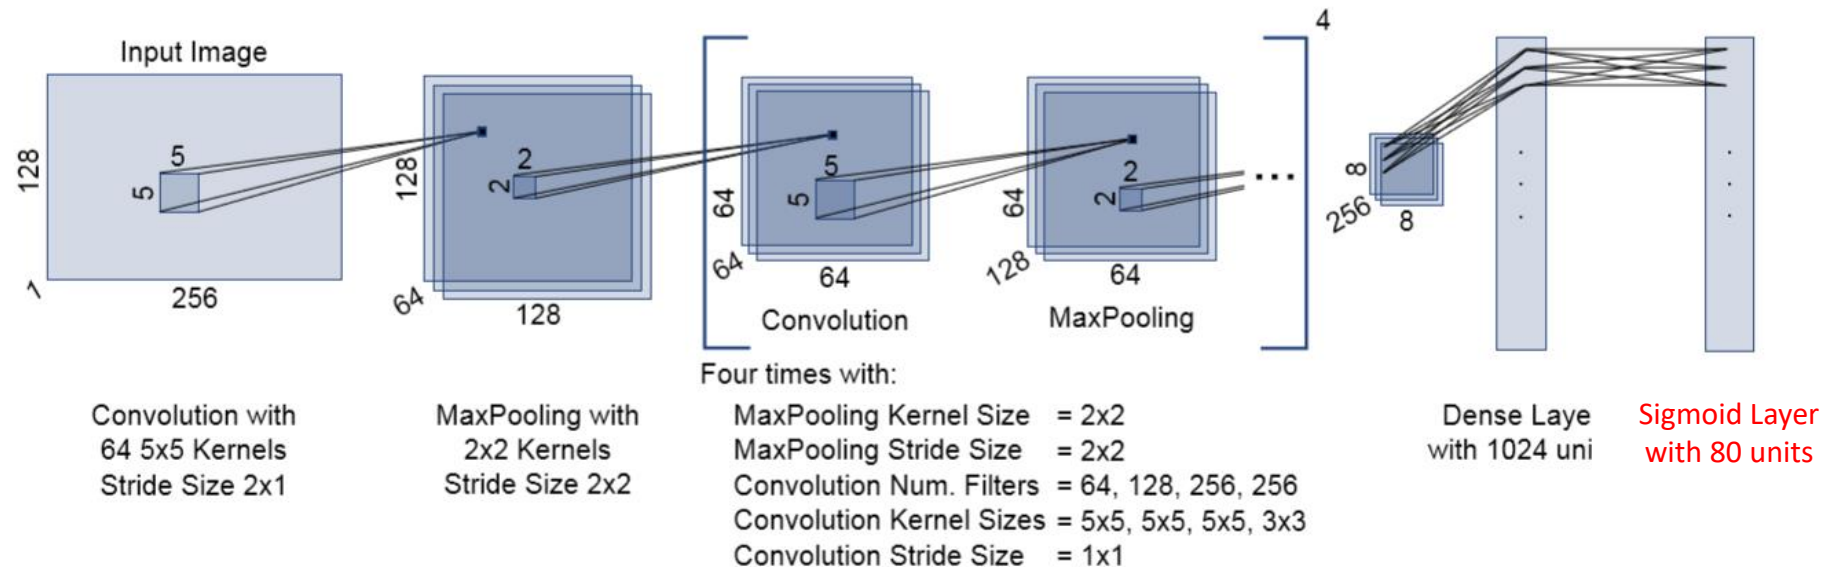 Input Image
128
5
5
1
256
128
2
2
64
128
64
5
5
64
64
Convolution
64
2
2
128
64
MaxPooling
4
...
8
256
8
Convolution with
64 5x5 Kernels
Stride Size 2x1
MaxPooling with
2x2 Kernels
Stride Size 2x2
Four times with:
MaxPooling Kernel Size = 2x2
MaxPooling Stride Size = 2x2
Convolution Num. Filters = 64, 128, 256, 256
Convolution Kernel Sizes = 5x5, 5x5, 5x5, 3x3
Convolution Stride Size = 1x1
Dense Laye
with 1024 uni
Sigmoid Layer
with 80 units